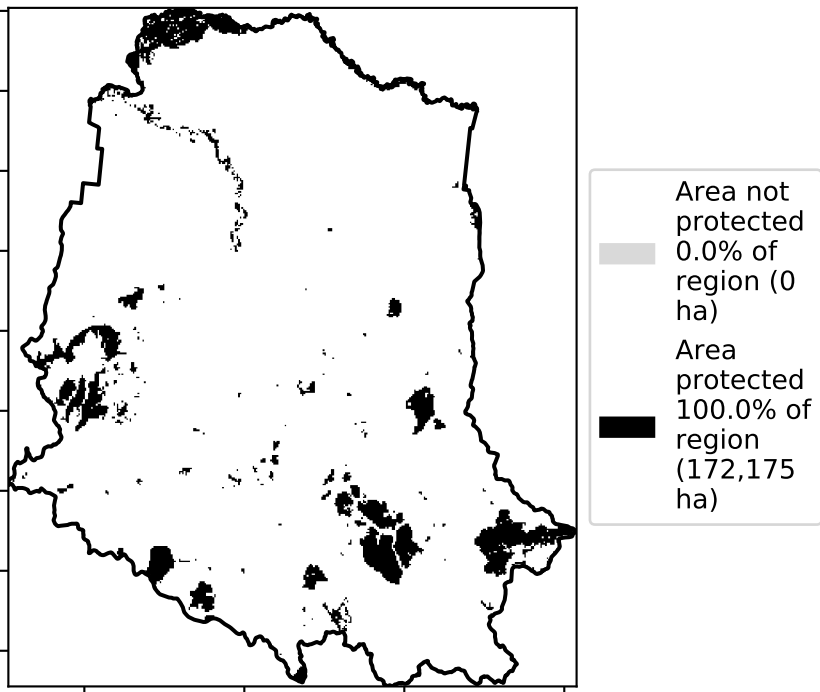 Area not
protected
0.0% of
region (0
ha)
Area
protected
100.0% of
region
(172,175
ha)